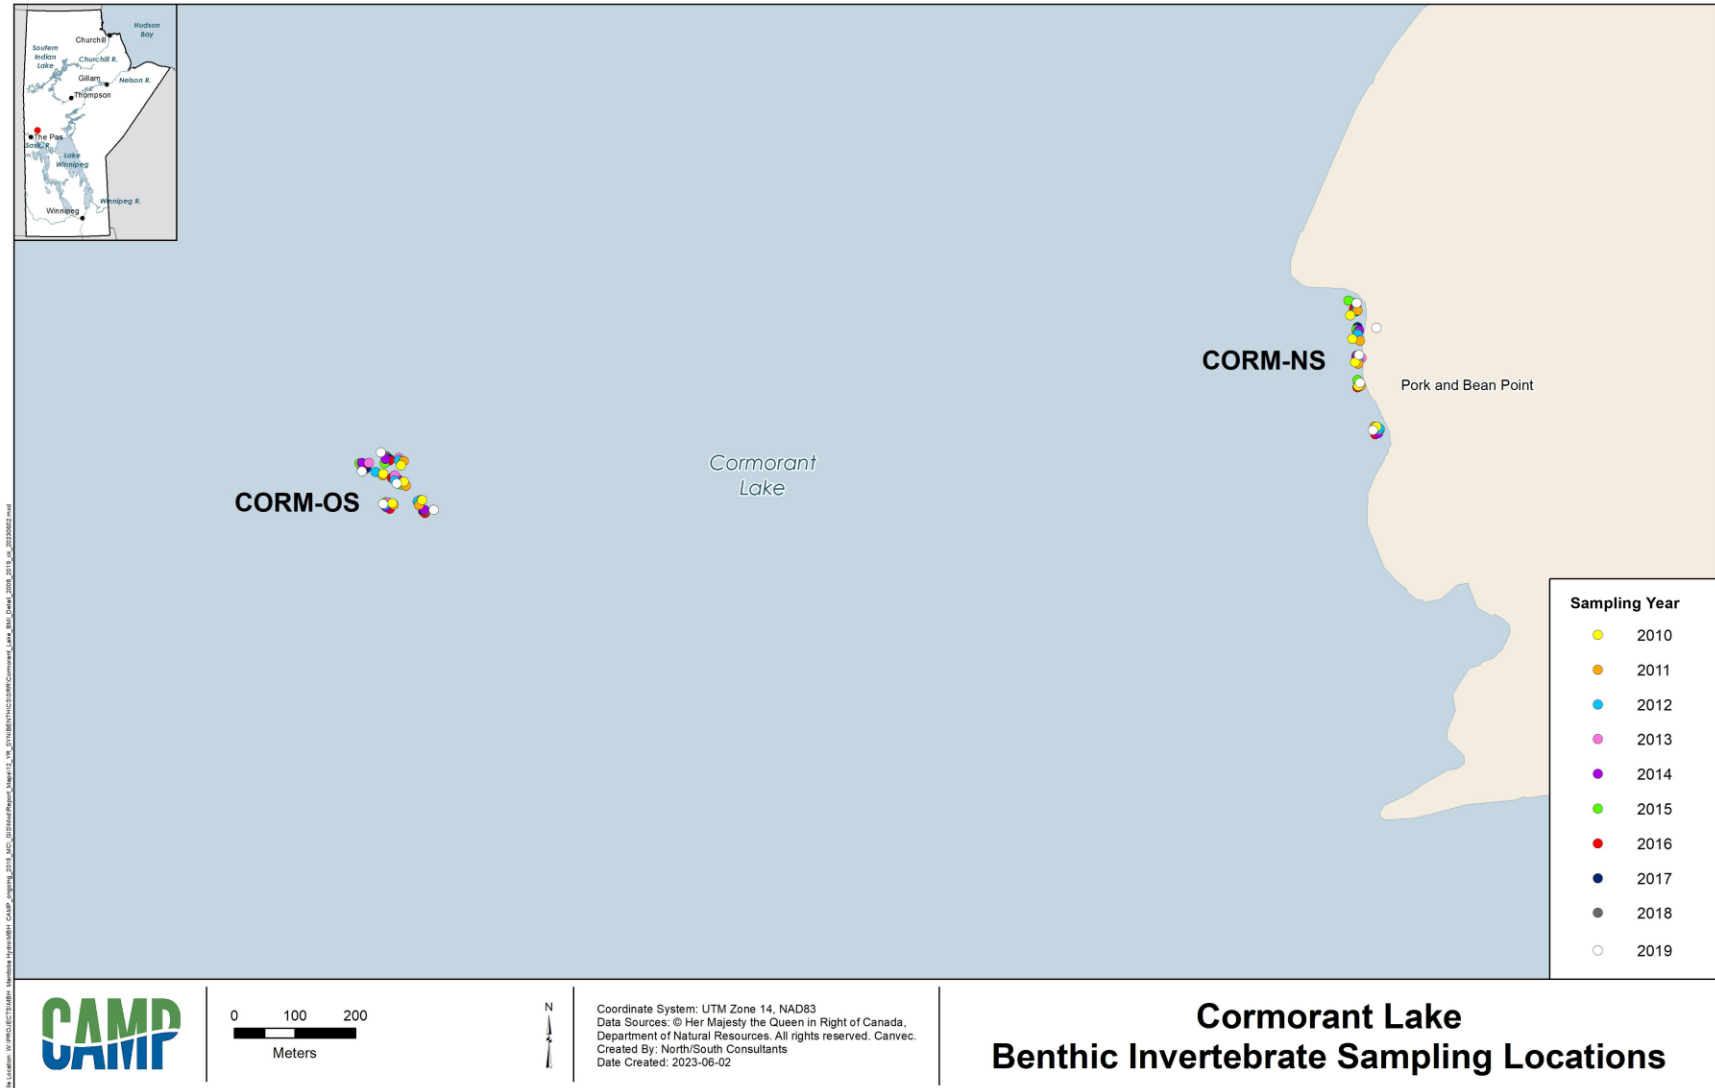 Hudson
Bay
Churchill
Soutern
Indian
Lake
Churchill R.
Gillam
Nelson R.
Thompson
The Pas
Sask. R.
Lake
Winnipeg
Winnipeg R.
Winnipeg
CORM-NS
Pork and Bean Point
Cormorant
Lake
CORM-OS
Sampling Year
2010
2011
2012
2013
2014
2015
2016
2017
2018
2019
CAMP
0 100 200
Meters
N
Coordinate System: UTM Zone 14, NAD83
Data Sources: © Her Majesty the Queen in Right of Canada,
Department of Natural Resources. All rights reserved. Canvec.
Created By: North/South Consultants
Date Created: 2023-06-02
Cormorant Lake
Benthic Invertebrate Sampling Locations